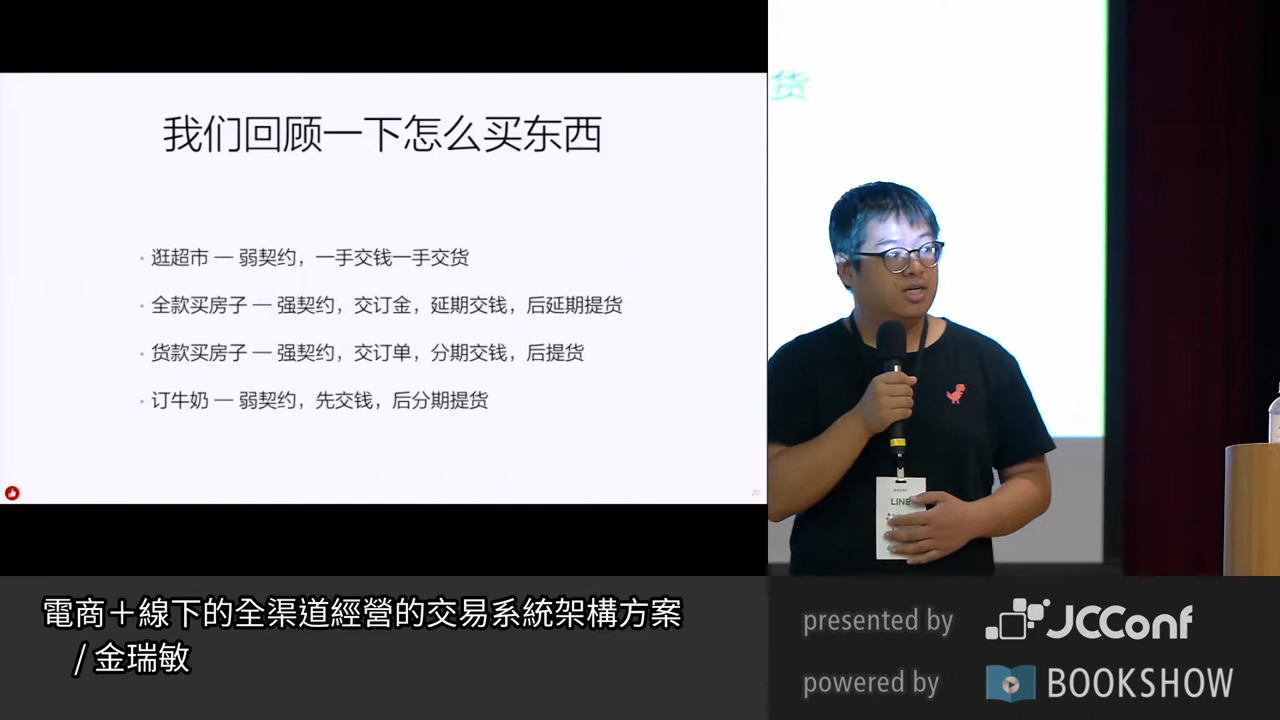 我们回顾一下怎么买东西
逛超市 — 弱契约，一手交钱一手交货
全款买房子 — 强契约，交订金，延期交钱，后延期提货
货款买房子 — 强契约，交订单，分期交钱，后提货
订牛奶 — 弱契约，先交钱，后分期提货
20
货
LINE
電商＋線下的全渠道經營的交易系統架構方案
/ 金瑞敏
presented by JCConf
powered by BOOKSHOW